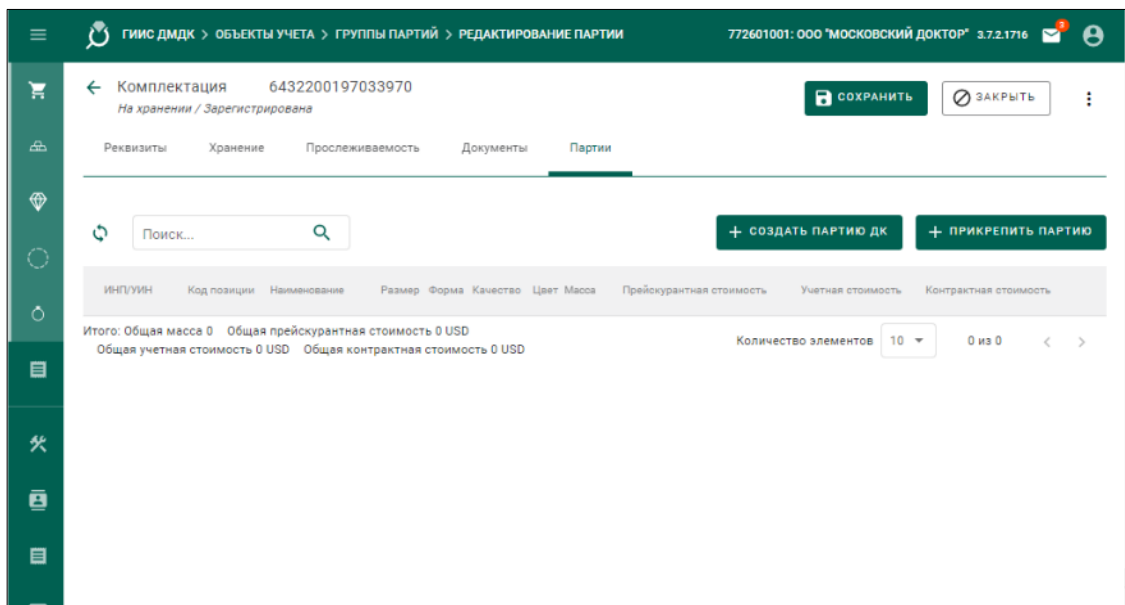 ГИИС ДМДК > ОБЪЕКТЫ УЧЕТА > ГРУППЫ ПАРТИЙ > РЕДАКТИРОВАНИЕ ПАРТИИ 772601001: ООО "МОСКОВСКИЙ ДОКТОР" 3.7.2.1716 3
Комплектация 6432200197033970 СОХРАНИТЬ ЗАКРЫТЬ
На хранении / Зарегистрирована
Реквизиты Хранение Прослеживаемость Документы Партии
Поиск... + СОЗДАТЬ ПАРТИЮ ДК + ПРИКРЕПИТЬ ПАРТИЮ
ИНП/УИН Код позиции Наименование Размер Форма Качество Цвет Масса Прейскурантная стоимость Учетная стоимость Контрактная стоимость
Итого: Общая масса 0 Общая прейскурантная стоимость 0 USD
Общая учетная стоимость 0 USD Общая контрактная стоимость 0 USD
Количество элементов 10 0 из 0 < >